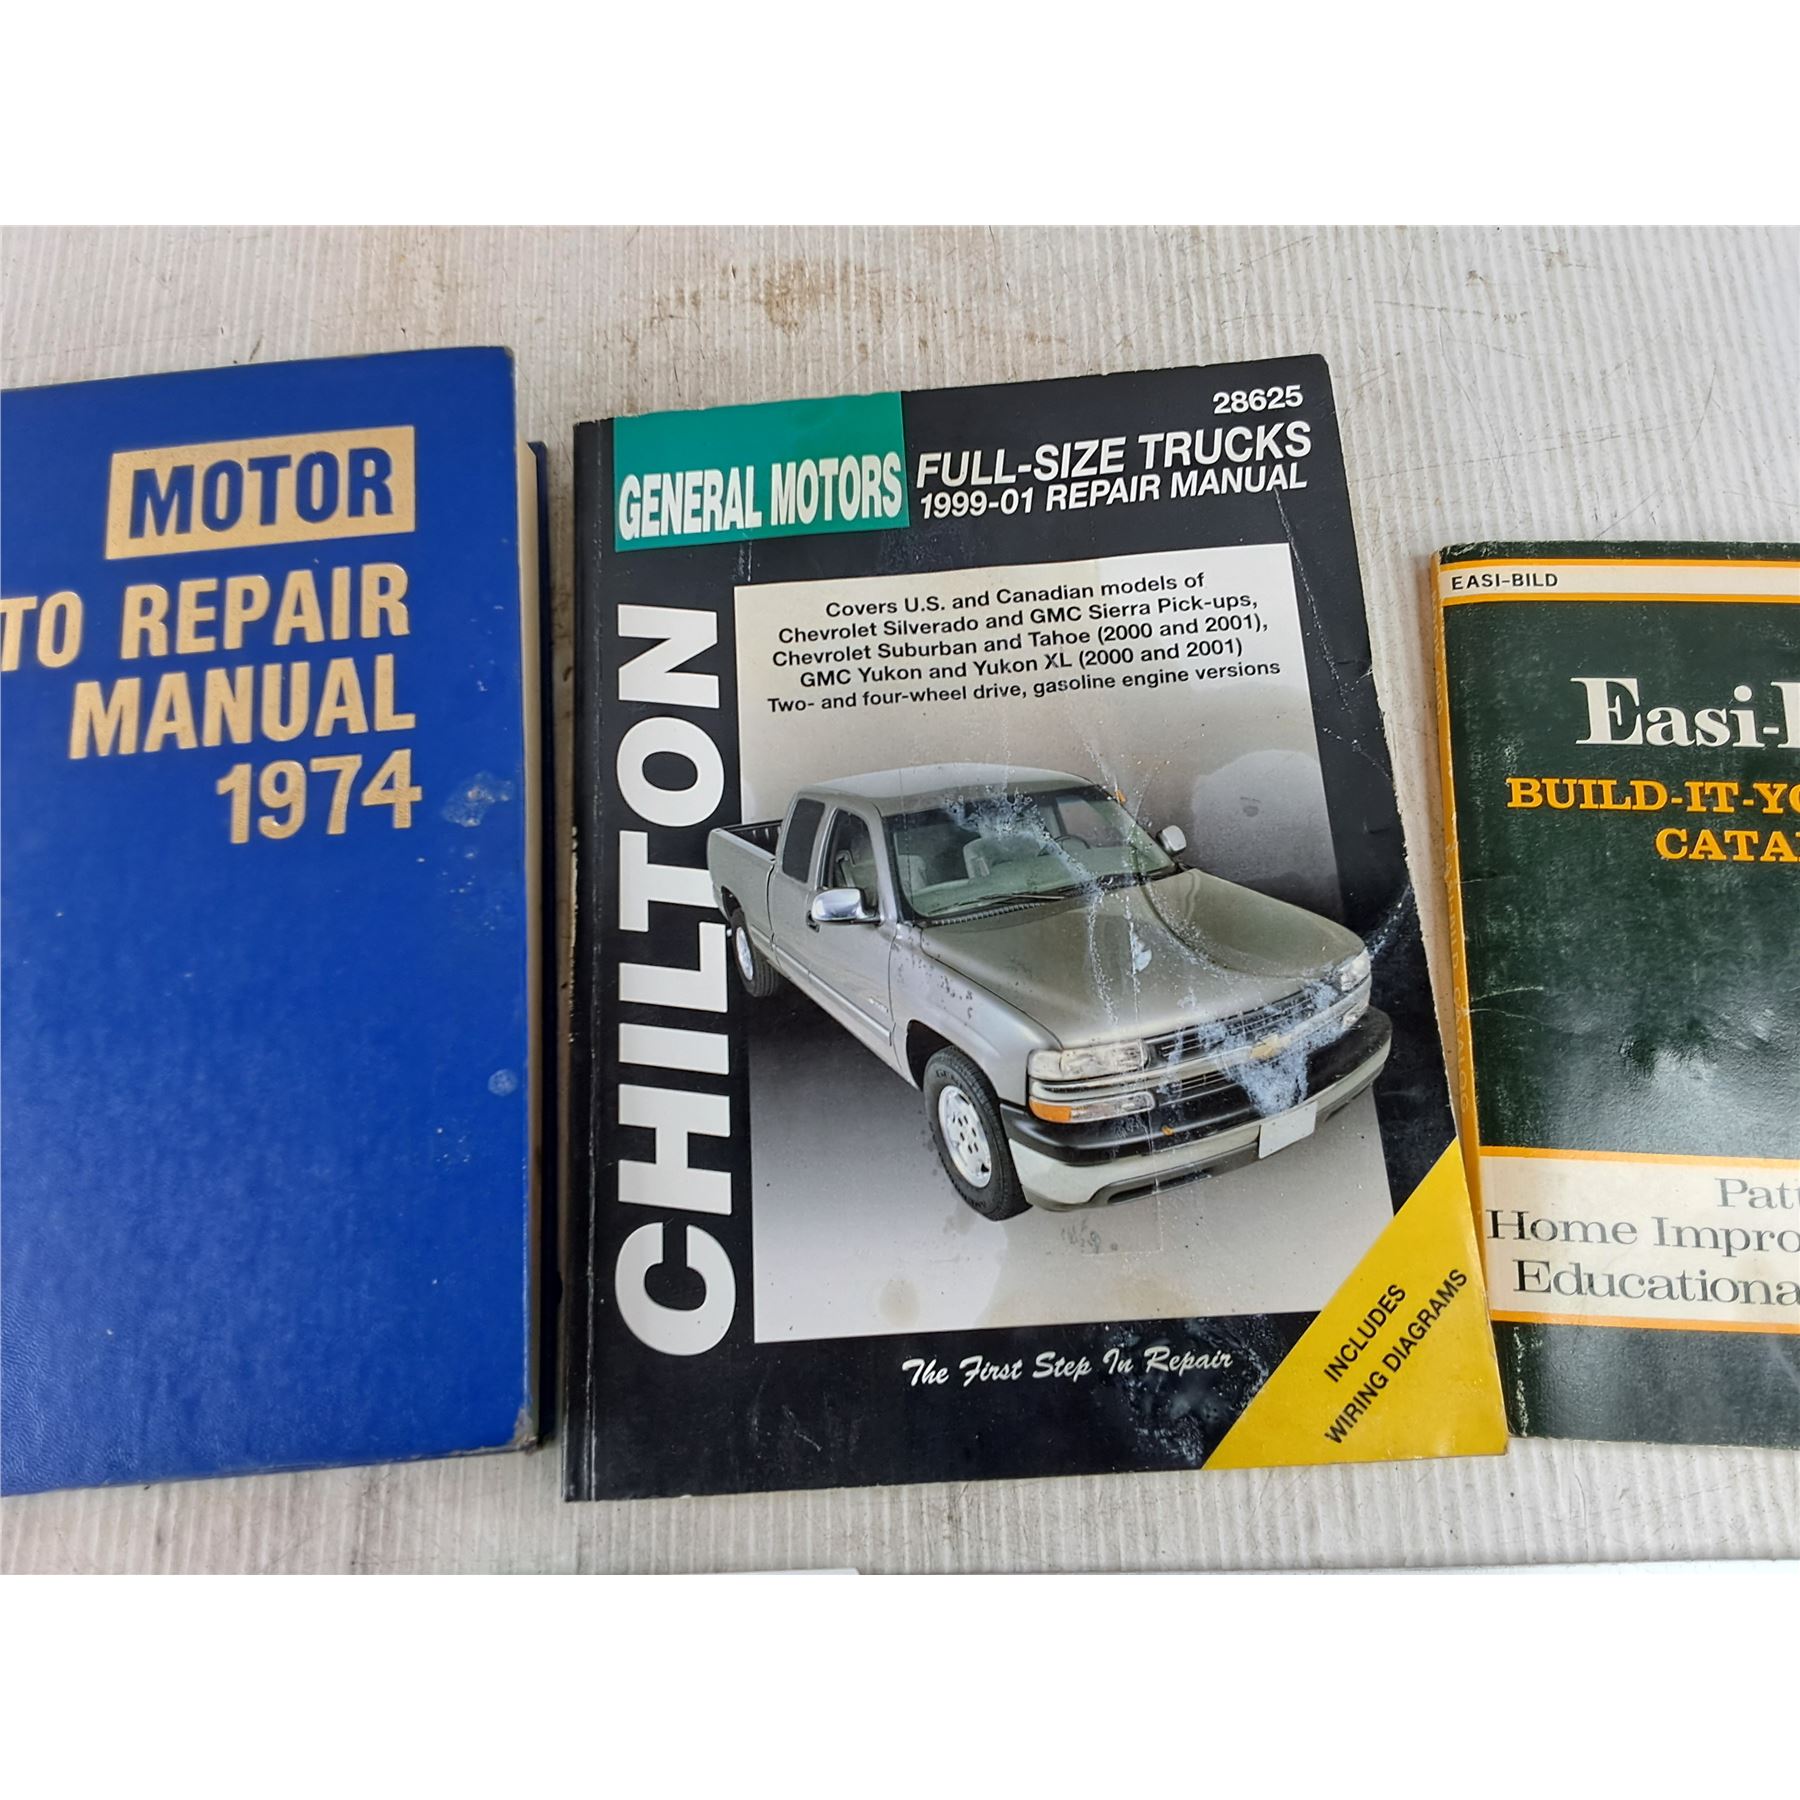 MOTOR
TO REPAIR
MANUAL
1974
28625
GENERAL MOTORS
FULL-SIZE TRUCKS
1999-01 REPAIR MANUAL
Covers U.S. and Canadian models of
Chevrolet Silverado and GMC Sierra Pick-ups,
Chevrolet Suburban and Tahoe (2000 and 2001),
GMC Yukon and Yukon XL (2000 and 2001)
Two- and four-wheel drive, gasoline engine versions
CHILTON
The First Step In Repair
INCLUDES
WIRING DIAGRAMS
EASI-BILD
Easi-
BUILD-IT-YO
CATA
Patt
Home Impro
Educationa